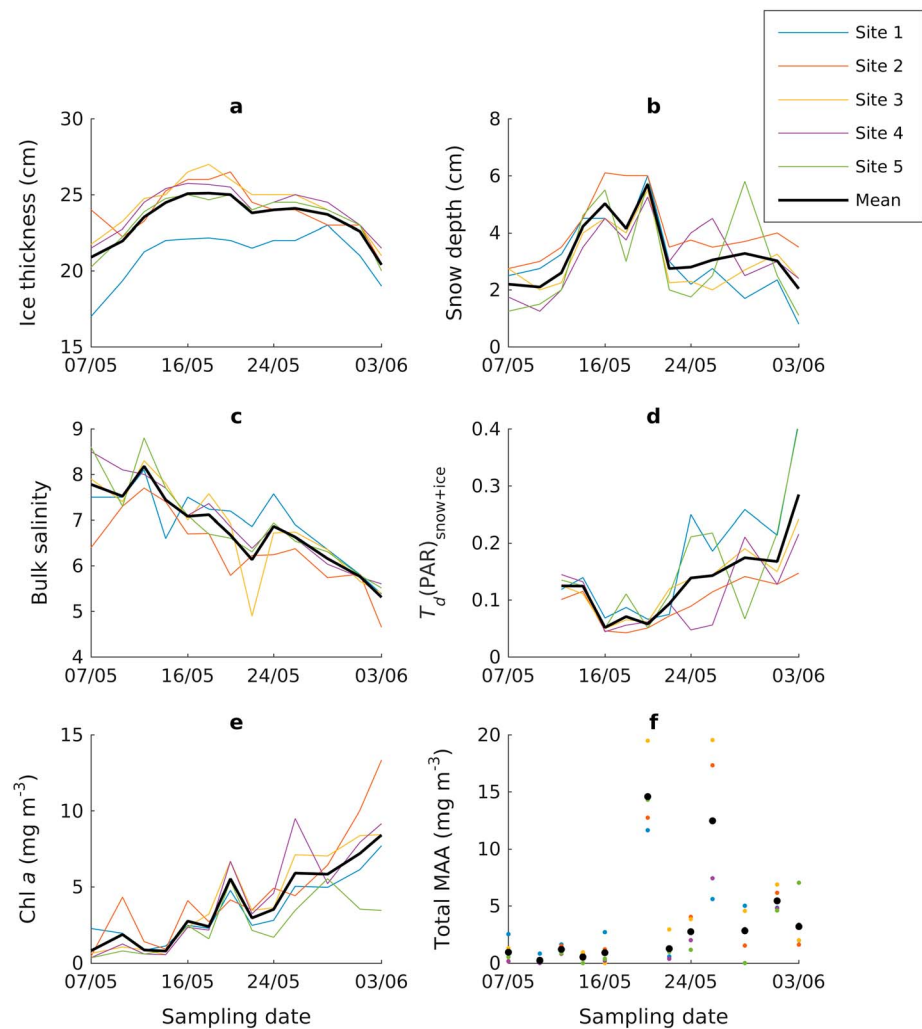 Site 1
Site 2
Site 3
Site 4
Site 5
Mean
a
Ice thickness (cm)
30
25
20
15
07/05 16/05 24/05 03/06
b
Snow depth (cm)
8
6
4
2
0
07/05 16/05 24/05 03/06
c
Bulk salinity
9
8
7
6
5
4
07/05 16/05 24/05 03/06
d
T_d(PAR)_snow+ice
0.4
0.3
0.2
0.1
0
07/05 16/05 24/05 03/06
e
Chl a (mg m⁻³)
15
10
5
0
07/05 16/05 24/05 03/06
Sampling date
f
Total MAA (mg m⁻³)
20
15
10
5
0
07/05 16/05 24/05 03/06
Sampling date